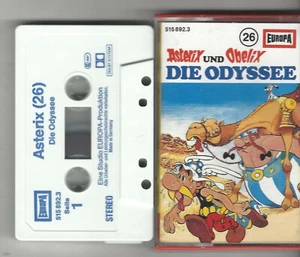 Asterix (26)
Die Odyssee
EUROPA
515 892.3
Seite
1
Eine Studio EUROPA-Produktion
STEREO
515 892.3
26
EUROPA
Asterix UND Obelix
DIE ODYSSEE